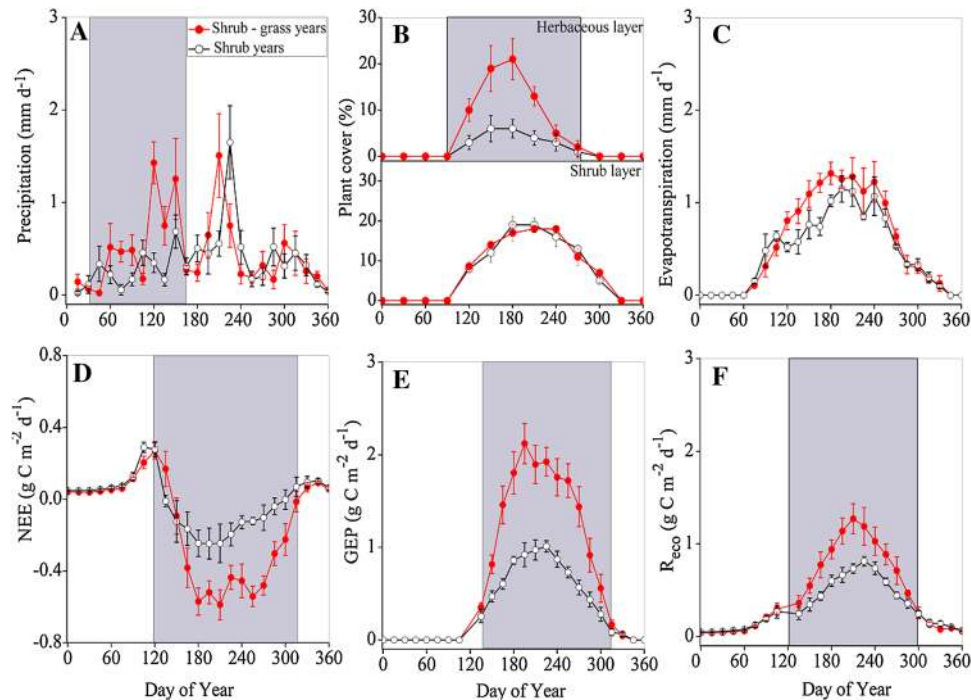 A
Shrub - grass years
Shrub years
Precipitation (mm d-1)
3
2
1
0
0 60 120 180 240 300 360
B
Herbaceous layer
Shrub layer
Plant cover (%)
30
20
10
0
30
20
10
0
0 60 120 180 240 300 360
C
Evapotranspiration (mm d-1)
3
2
1
0
0 60 120 180 240 300 360
D
NEE (g C m-2 d-1)
0.8
0.4
0.0
-0.4
-0.8
0 60 120 180 240 300 360
Day of Year
E
GEP (g C m-2 d-1)
3
2
1
0
0 60 120 180 240 300 360
Day of Year
F
Reco (g C m-2 d-1)
3
2
1
0
0 60 120 180 240 300 360
Day of Year